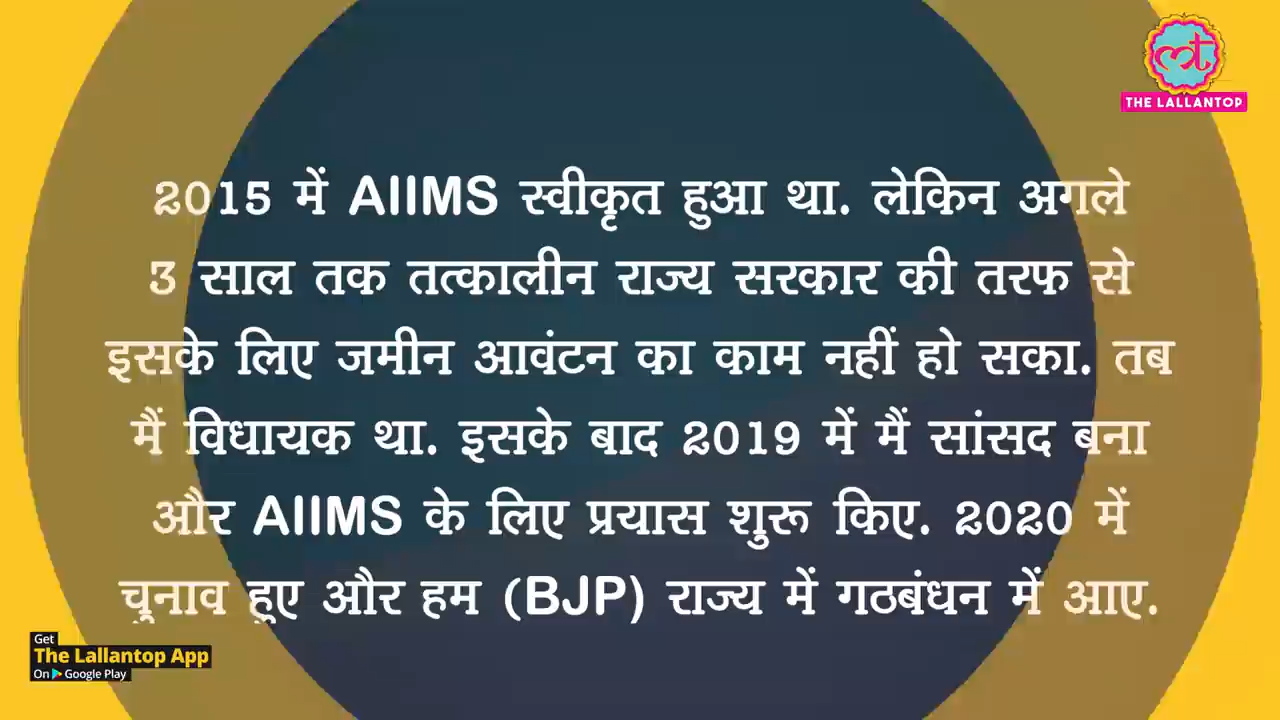 THE LALLANTOP
2015 में AIIMS स्वीकृत हुआ था. लेकिन अगले
3 साल तक तत्कालीन राज्य सरकार की तरफ से
इसके लिए जमीन आवंटन का काम नहीं हो सका. तब
मैं विधायक था. इसके बाद 2019 में मैं सांसद बना
और AIIMS के लिए प्रयास शुरू किए. 2020 में
चुनाव हुए और हम (BJP) राज्य में गठबंधन में आए.
Get
The Lallantop App
On Google Play